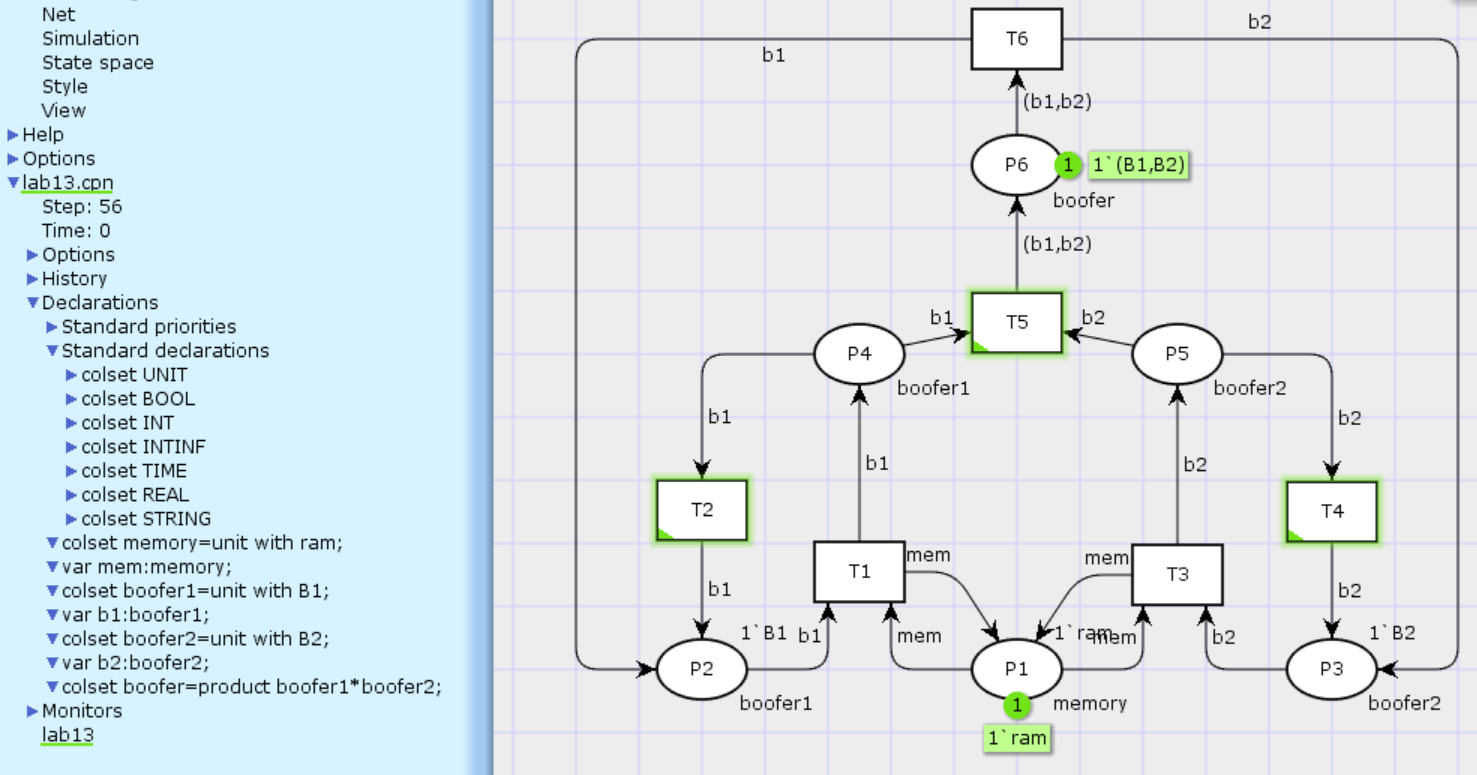 Net
Simulation
State space
Style
View
Help
Options
lab13.cpn
Step: 56
Time: 0
Options
History
Declarations
Standard priorities
Standard declarations
colset UNIT
colset BOOL
colset INT
colset INTINF
colset TIME
colset REAL
colset STRING
colset memory=unit with ram;
var mem:memory;
colset boofer1=unit with B1;
var b1:boofer1;
colset boofer2=unit with B2;
var b2:boofer2;
colset boofer=product boofer1*boofer2;
Monitors
lab13
T6
b1
b2
(b1,b2)
P6
1
1`(B1,B2)
boofer
(b1,b2)
T5
b1
b2
P4
boofer1
P5
boofer2
b1
b1
b2
b2
T2
T4
T1
mem
mem
T3
b1
b2
1`B1
b1
mem
1`ram
mem
b2
1`B2
P2
boofer1
P1
memory
P3
boofer2
1
1`ram